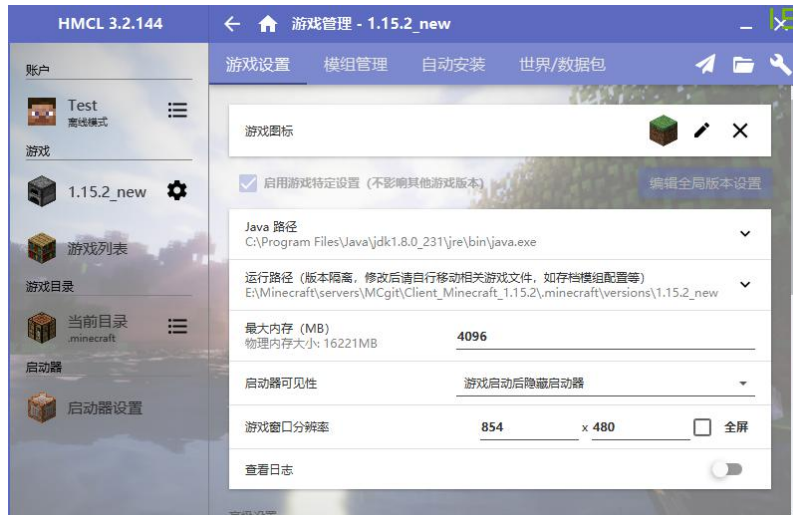 HMCL 3.2.144
游戏管理 - 1.15.2_new
账户
Test
离线模式
游戏
1.15.2_new
游戏列表
游戏目录
当前目录
.minecraft
启动器
启动器设置
游戏设置 模组管理 自动安装 世界/数据包
游戏图标
启用游戏特定设置（不影响其他游戏版本） 编辑全局版本设置
Java 路径
C:\Program Files\Java\jdk1.8.0_231\jre\bin\java.exe
运行路径（版本隔离，修改后请自行移动相关游戏文件，如存档模组配置等）
E:\Minecraft\servers\MCgit\Client_Minecraft_1.15.2\.minecraft\versions\1.15.2_new
最大内存（MB）
物理内存大小: 16221MB
4096
启动器可见性 游戏启动后隐藏启动器
游戏窗口分辨率 854 x 480 全屏
查看日志
高级设置